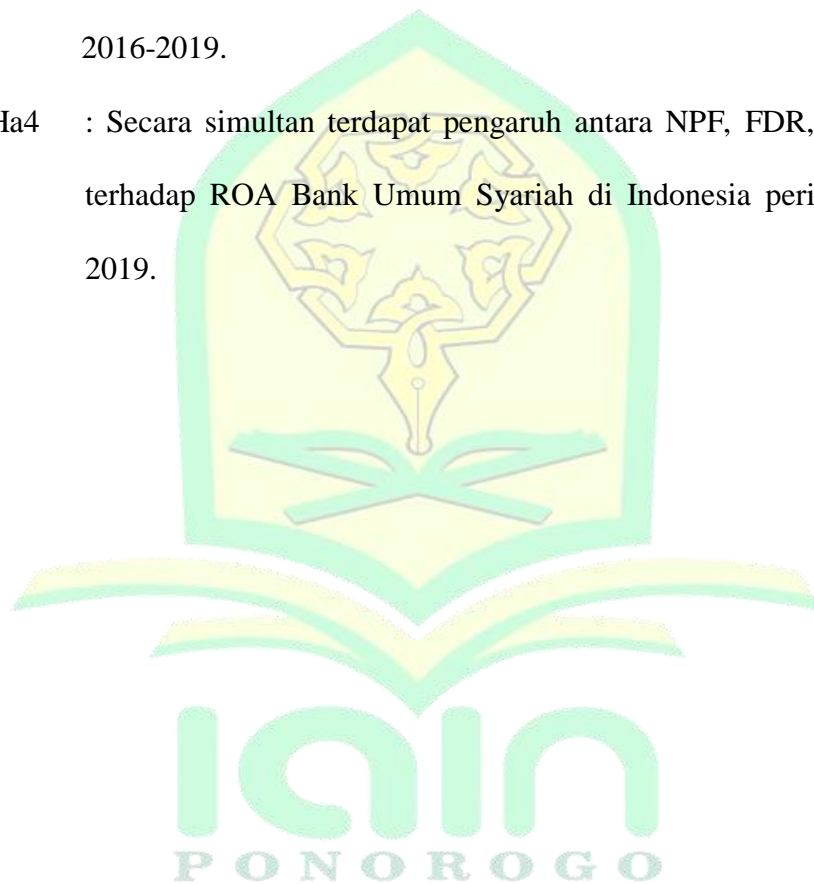 2016-2019.
Ha4 : Secara simultan terdapat pengaruh antara NPF, FDR,
terhadap ROA Bank Umum Syariah di Indonesia peri
2019.
iain
PONOROGO